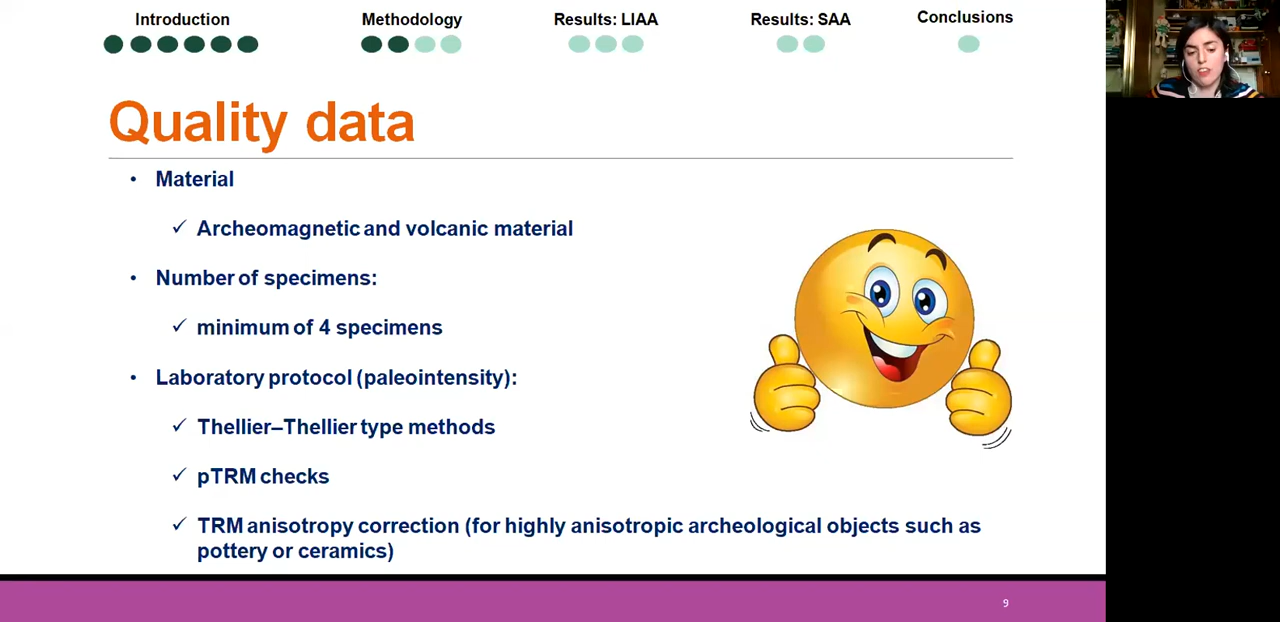 Introduction Methodology Results: LIAA Results: SAA Conclusions
Quality data
• Material
✓ Archeomagnetic and volcanic material
• Number of specimens:
✓ minimum of 4 specimens
• Laboratory protocol (paleointensity):
✓ Thellier–Thellier type methods
✓ pTRM checks
✓ TRM anisotropy correction (for highly anisotropic archeological objects such as
pottery or ceramics)
9